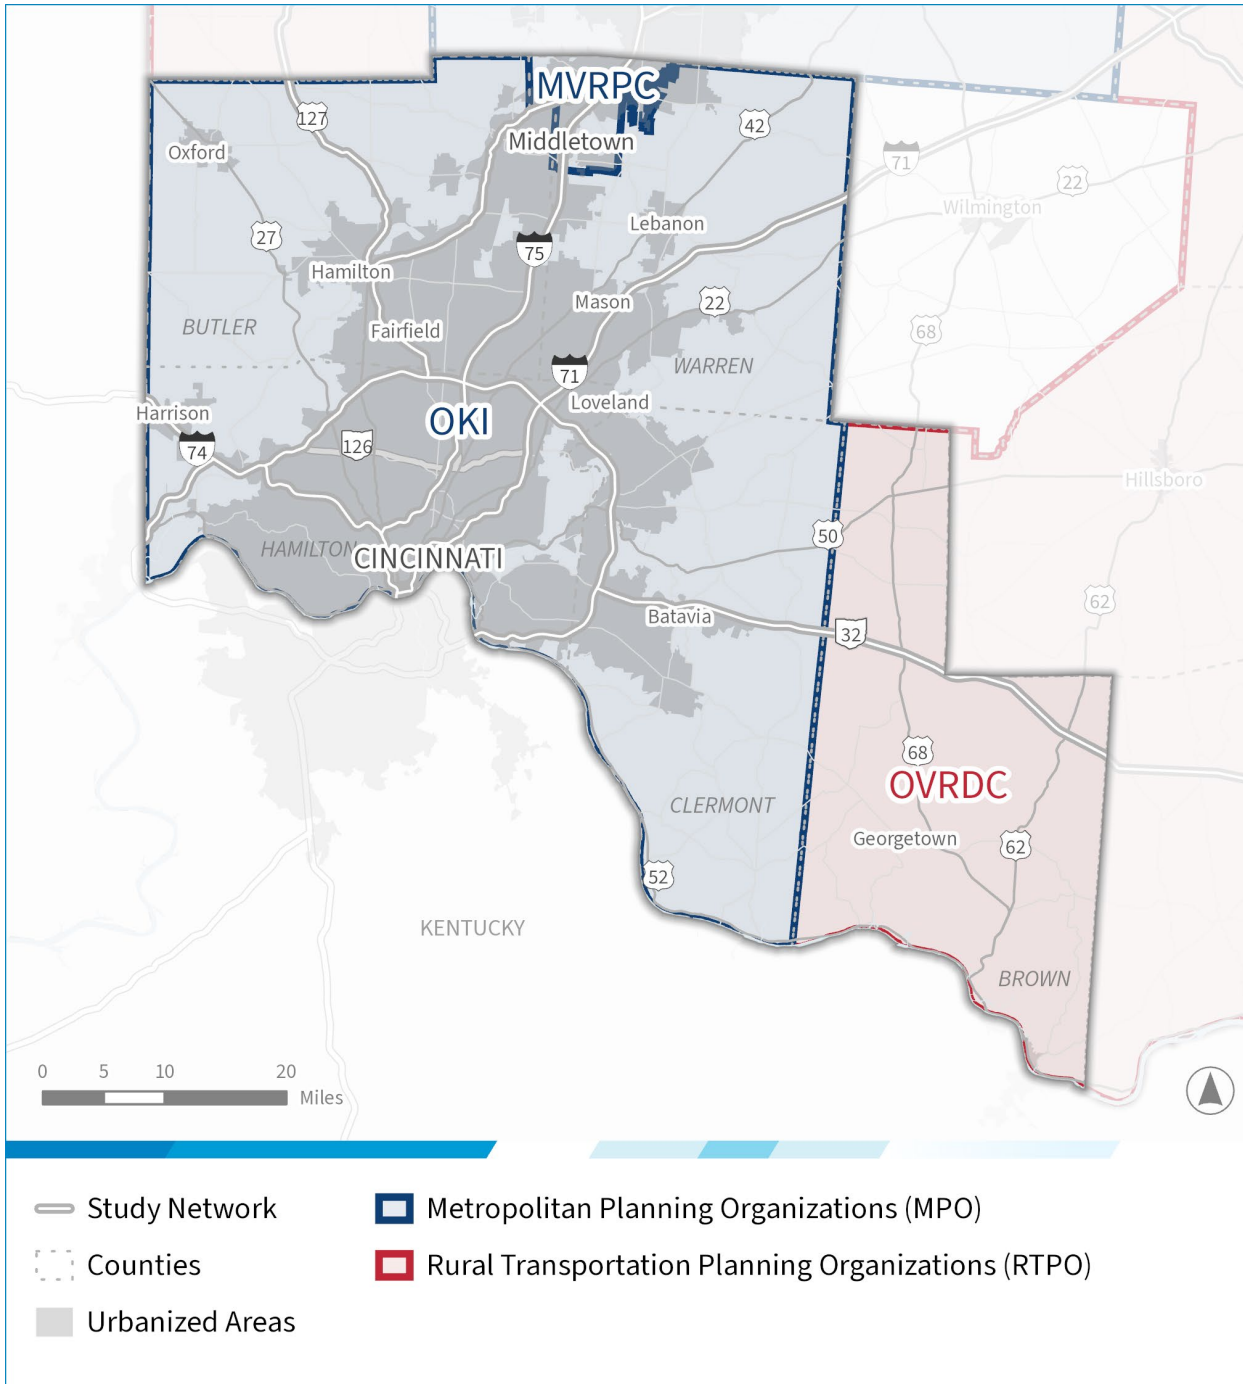 MVRPC
127
42
Middletown
Oxford
71
22
Wilmington
Lebanon
27
75
Hamilton
Mason
22
Fairfield
BUTLER
68
WARREN
71
Loveland
Harrison
OKI
126
74
Hillsboro
50
HAMILTON
CINCINNATI
62
Batavia
32
68
OVRDC
CLERMONT
Georgetown
62
52
KENTUCKY
BROWN
0 5 10 20
Miles
Study Network
Metropolitan Planning Organizations (MPO)
Counties
Rural Transportation Planning Organizations (RTPO)
Urbanized Areas